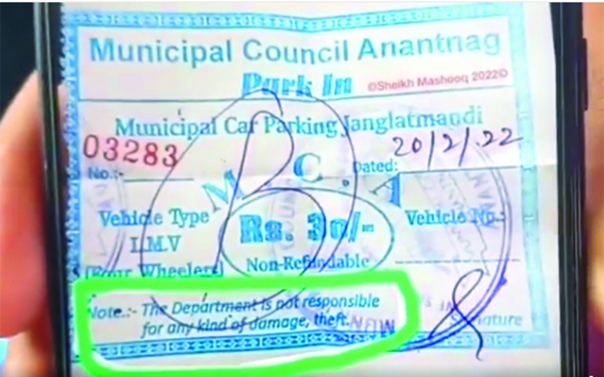 Municipal Council Anantnag
Park In
©Sheikh Mashooq 2022©
Municipal Car Parking Janglatmandi
03283
No.:-
Dated:
20/2/22
M. C. A
Vehicle Type
L.M.V
(Four Wheelers)
Rs. 30/-
Non-Refundable
Vehicle No.
Note.:- The Department is not responsible
for any kind of damage, theft.
Signature